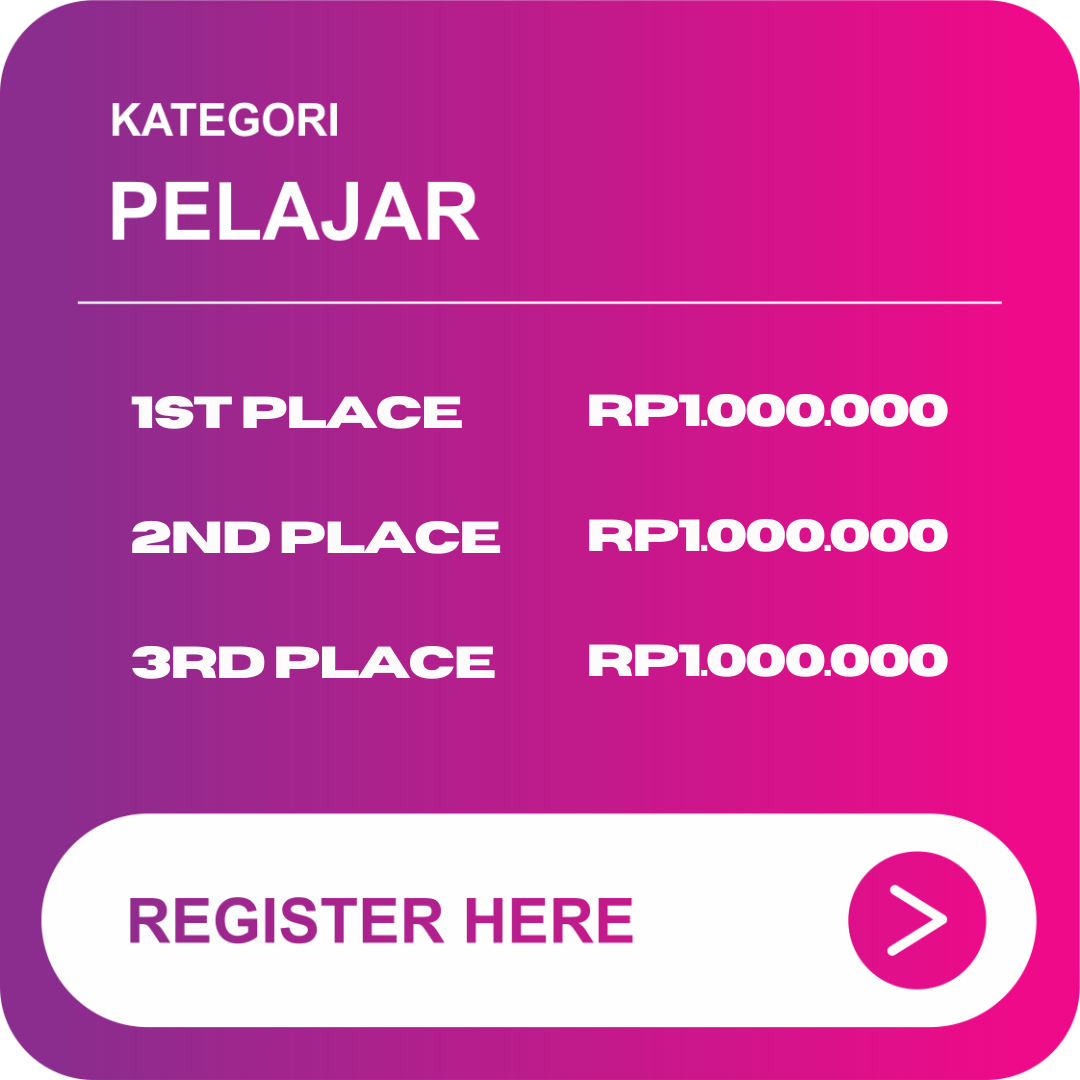 KATEGORI
PELAJAR
1ST PLACE RP1.000.000
2ND PLACE RP1.000.000
3RD PLACE RP1.000.000
REGISTER HERE